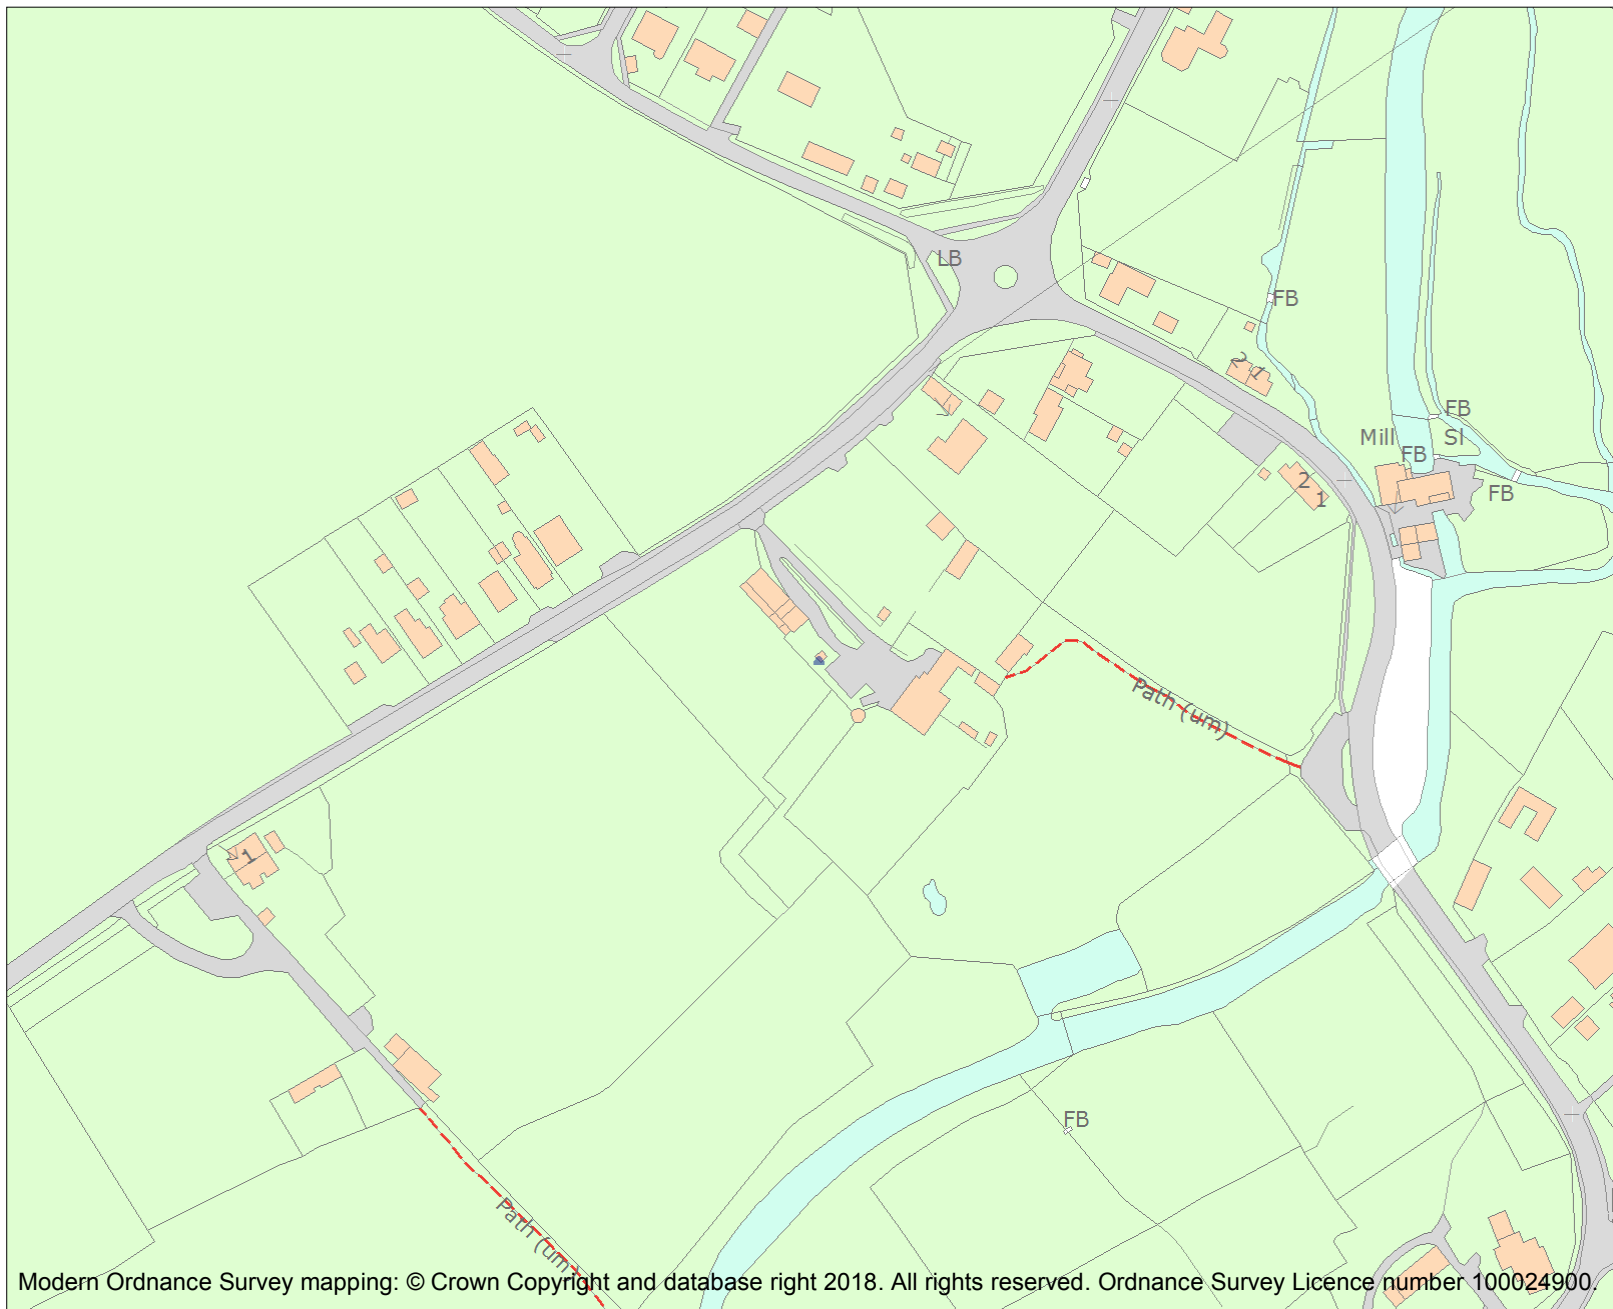 LB
FB
2
1
FB
Mill
Sl
FB
FB
2
1
Path (um)
1
FB
Path (um)
Modern Ordnance Survey mapping: © Crown Copyright and database right 2018. All rights reserved. Ordnance Survey Licence number 100024900.